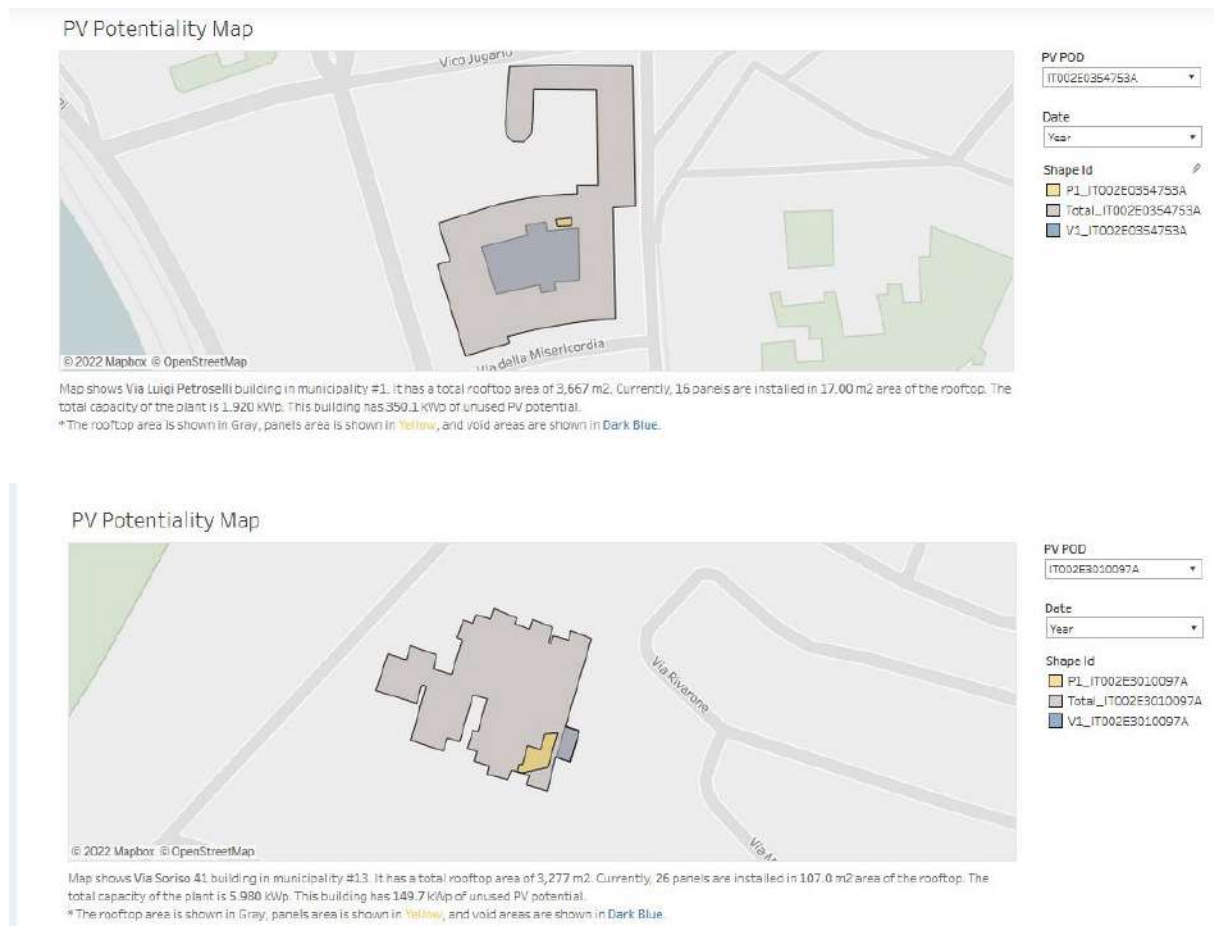 PV Potentiality Map
Vico Jugario
Via della Misericordia
© 2022 Mapbox © OpenStreetMap
PV POD
IT002E0354753A
Date
Year
Shape Id
P1_IT002E0354753A
Total_IT002E0354753A
V1_IT002E0354753A
Map shows Via Luigi Petroselli building in municipality #1. It has a total rooftop area of 3,667 m2. Currently, 16 panels are installed in 17.00 m2 area of the rooftop. The
total capacity of the plant is 1.920 kWp. This building has 350.1 kWp of unused PV potential.
* The rooftop area is shown in Gray, panels area is shown in Yellow, and void areas are shown in Dark Blue.
PV Potentiality Map
Via Rivarone
© 2022 Mapbox © OpenStreetMap
PV POD
IT002E3010097A
Date
Year
Shape Id
P1_IT002E3010097A
Total_IT002E3010097A
V1_IT002E3010097A
Map shows Via Soriso 41 building in municipality #13. It has a total rooftop area of 3,277 m2. Currently, 26 panels are installed in 107.0 m2 area of the rooftop. The
total capacity of the plant is 5.980 kWp. This building has 149.7 kWp of unused PV potential.
* The rooftop area is shown in Gray, panels area is shown in Yellow, and void areas are shown in Dark Blue.